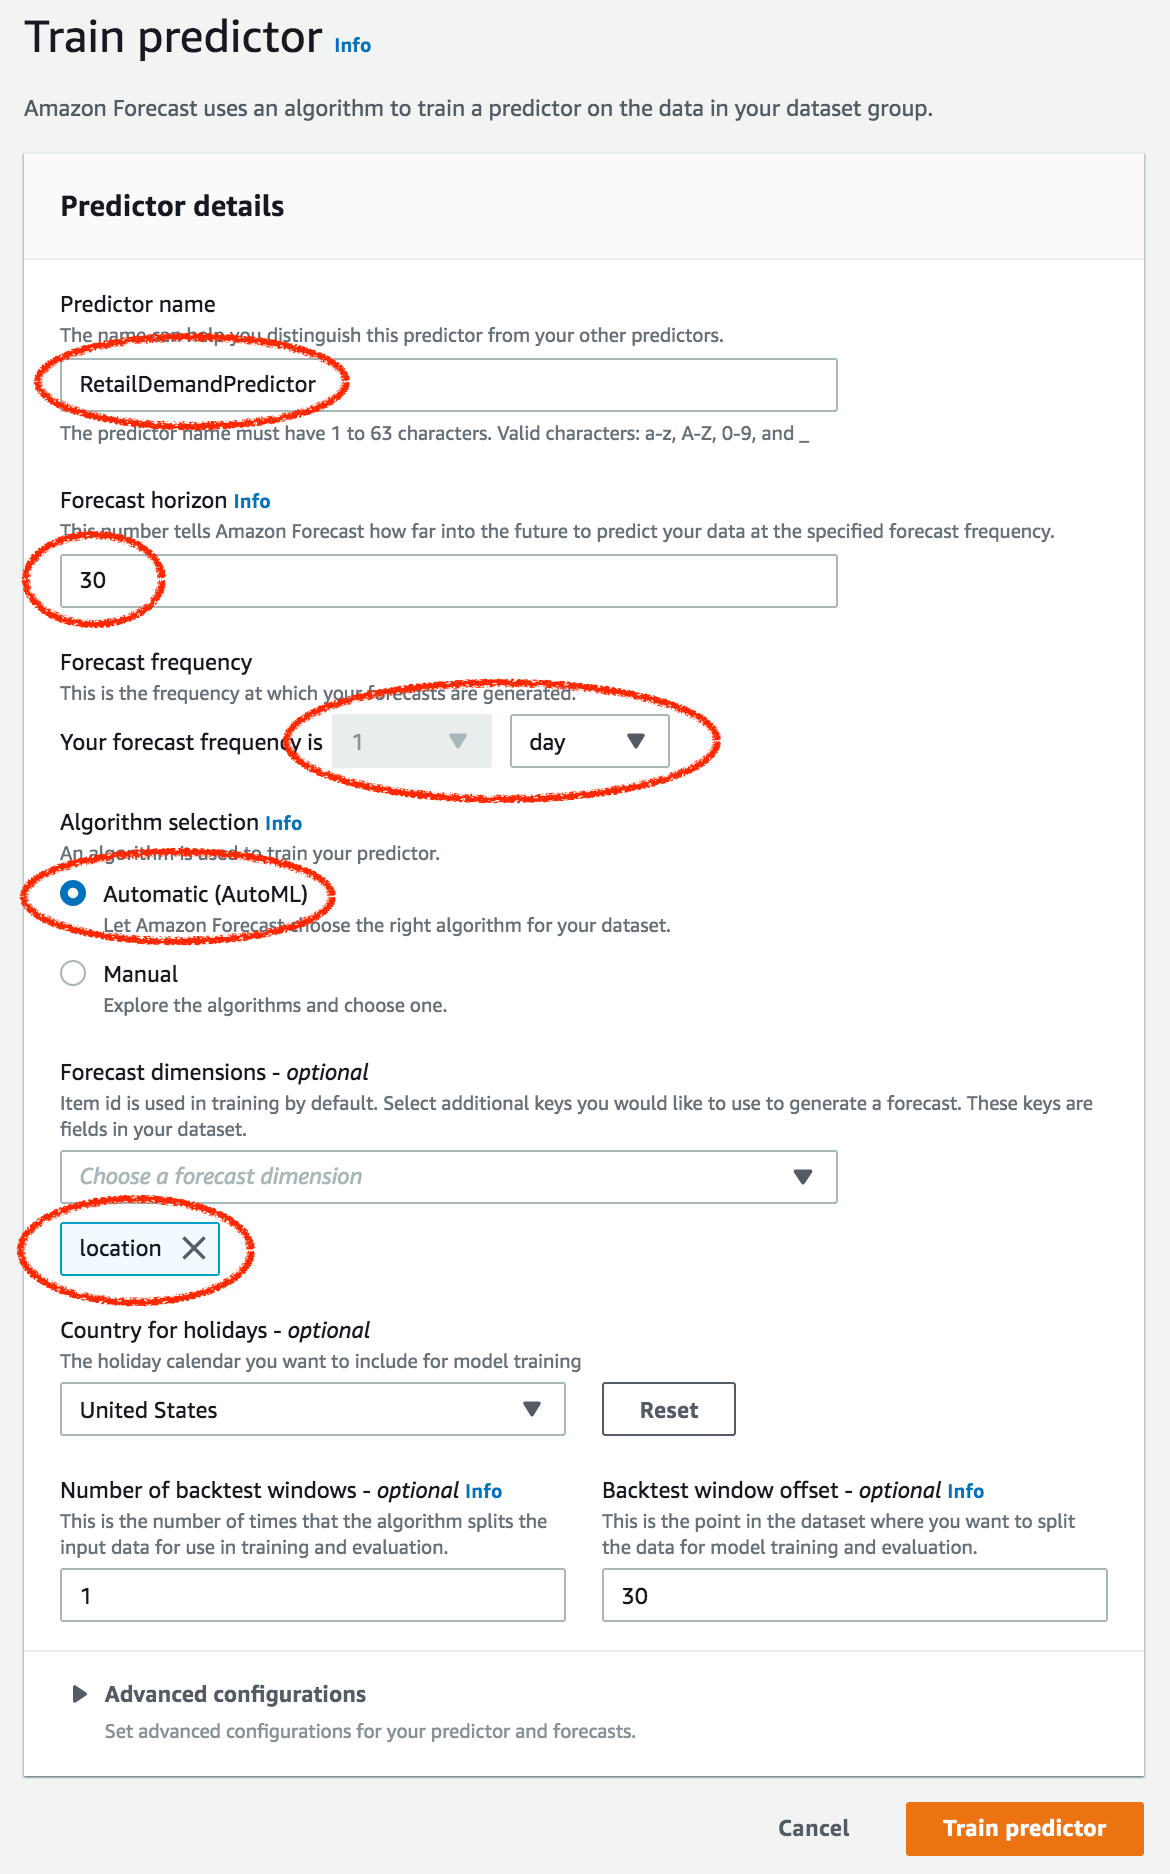 Train predictor Info
Amazon Forecast uses an algorithm to train a predictor on the data in your dataset group.
Predictor details
Predictor name
The name can help you distinguish this predictor from your other predictors.
RetailDemandPredictor
The predictor name must have 1 to 63 characters. Valid characters: a-z, A-Z, 0-9, and _
Forecast horizon Info
This number tells Amazon Forecast how far into the future to predict your data at the specified forecast frequency.
30
Forecast frequency
This is the frequency at which your forecasts are generated.
Your forecast frequency is 1 day
Algorithm selection Info
An algorithm is used to train your predictor.
Automatic (AutoML)
Let Amazon Forecast choose the right algorithm for your dataset.
Manual
Explore the algorithms and choose one.
Forecast dimensions - optional
Item id is used in training by default. Select additional keys you would like to use to generate a forecast. These keys are
fields in your dataset.
Choose a forecast dimension
location
Country for holidays - optional
The holiday calendar you want to include for model training
United States Reset
Number of backtest windows - optional Info
This is the number of times that the algorithm splits the
input data for use in training and evaluation.
1
Backtest window offset - optional Info
This is the point in the dataset where you want to split
the data for model training and evaluation.
30
Advanced configurations
Set advanced configurations for your predictor and forecasts.
Cancel Train predictor